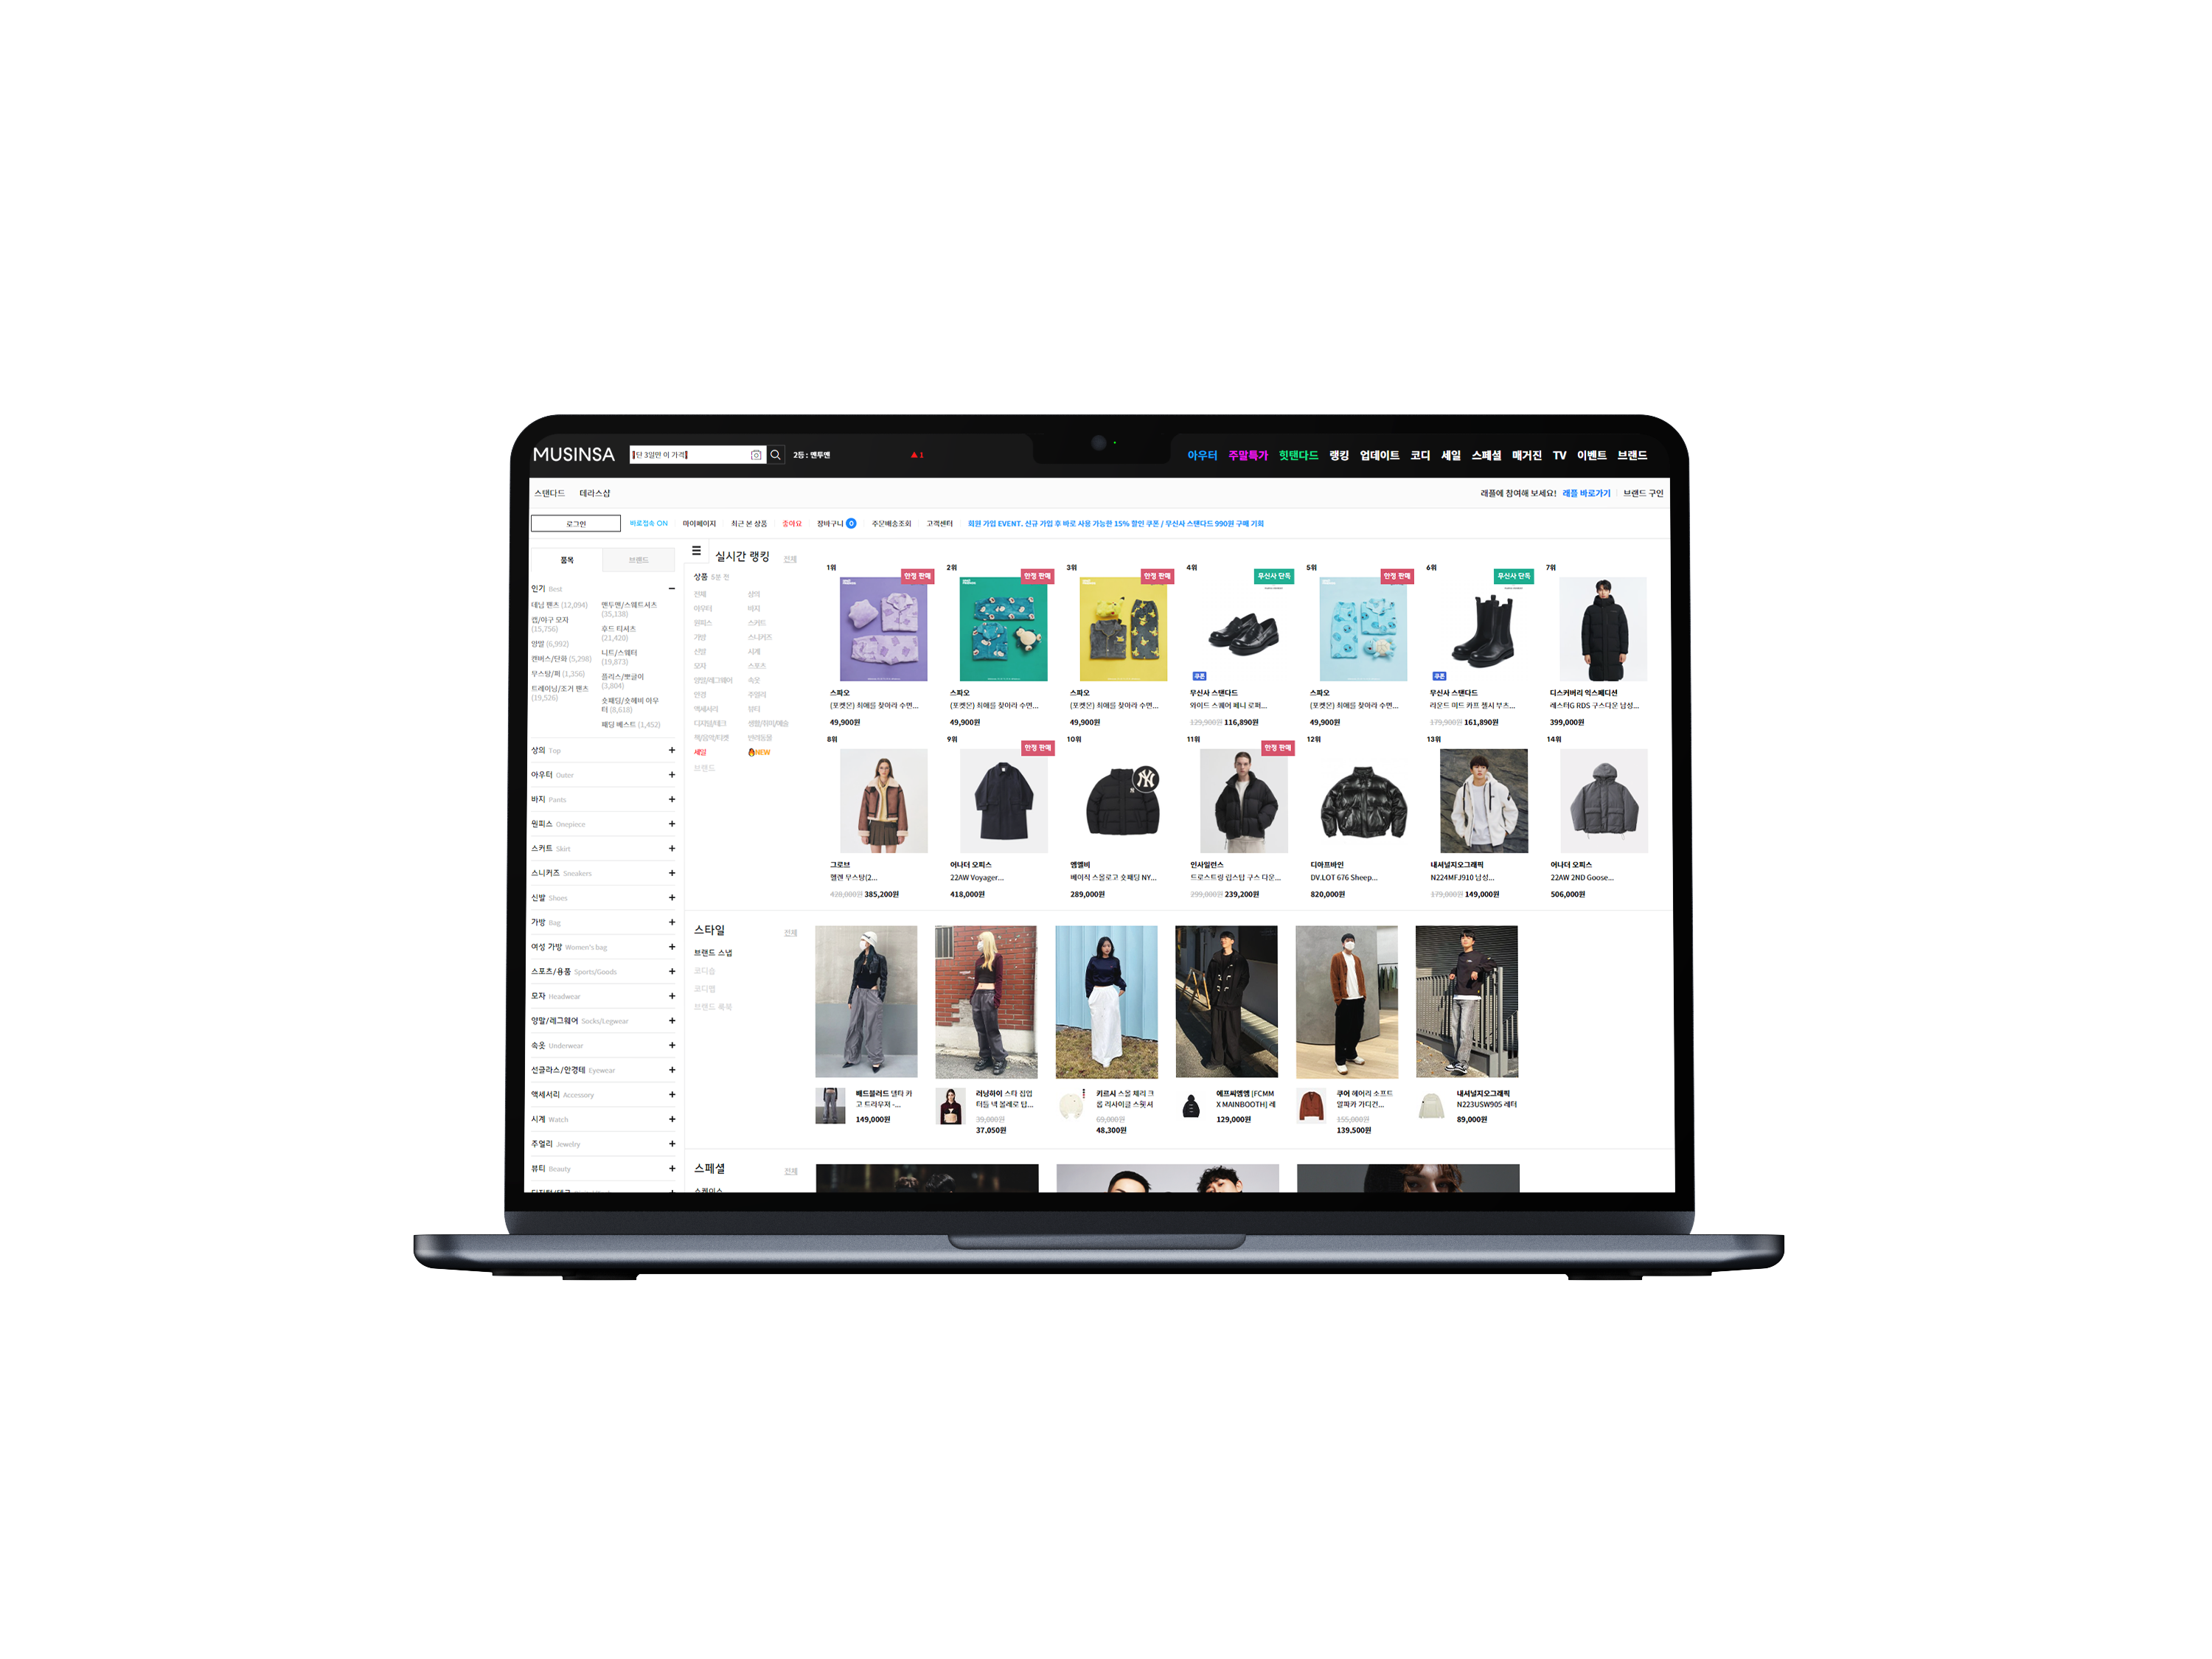 MUSINSA
단 3일만 이 가격
2등 : 맨투맨
▲ 1
아우터 주말특가 힛탠다드 랭킹 업데이트 코디 세일 스페셜 매거진 TV 이벤트 브랜드
스탠다드 테라스샵
래플에 참여해 보세요! 래플 바로가기 브랜드 구인
로그인
바로접속 ON 마이페이지 최근 본 상품 좋아요 장바구니 0 주문배송조회 고객센터 회원 가입 EVENT. 신규 가입 후 바로 사용 가능한 15% 할인 쿠폰 / 무신사 스탠다드 990원 구매 기회
품목 브랜드
인기 Best
데님 팬츠 (12,094)
캡/야구 모자
(15,756)
양말 (6,992)
캔버스/단화 (5,298)
무스탕/퍼 (1,356)
트레이닝/조거 팬츠
(19,526)
맨투맨/스웨트셔츠
(35,138)
후드 티셔츠
(21,420)
니트/스웨터
(19,873)
플리스/뽀글이
(3,804)
숏패딩/숏헤비 아우
터 (8,618)
패딩 베스트 (1,452)
상의 Top
아우터 Outer
바지 Pants
원피스 Onepiece
스커트 Skirt
스니커즈 Sneakers
신발 Shoes
가방 Bag
여성 가방 Women's bag
스포츠/용품 Sports/Goods
모자 Headwear
양말/레그웨어 Socks/Legwear
속옷 Underwear
선글라스/안경테 Eyewear
액세서리 Accessory
시계 Watch
주얼리 Jewelry
뷰티 Beauty
실시간 랭킹 전체
상품 5분 전
전체 상의
아우터 바지
원피스 스커트
가방 스니커즈
신발 시계
모자 스포츠
양말/레그웨어 속옷
안경 주얼리
액세서리 뷰티
디지털/테크 생활/취미/예술
책/음악/티켓 반려동물
세일 NEW
브랜드
1위 2위 3위 4위 5위 6위 7위
한정 판매 한정 판매 한정 판매 무신사 단독 한정 판매 무신사 단독
쿠폰 쿠폰
스파오
(포켓몬) 최애를 찾아라 수면...
49,900원
스파오
(포켓몬) 최애를 찾아라 수면...
49,900원
스파오
(포켓몬) 최애를 찾아라 수면...
49,900원
무신사 스탠다드
와이드 스퀘어 페니 로퍼...
129,900원 116,890원
스파오
(포켓몬) 최애를 찾아라 수면...
49,900원
무신사 스탠다드
라운드 미드 카프 첼시 부츠...
179,900원 161,890원
디스커버리 익스페디션
레스터G RDS 구스다운 남성...
399,000원
8위 9위 10위 11위 12위 13위 14위
한정 판매 한정 판매
NY
그로브
헬렌 무스탕[2...
428,000원 385,200원
어나더 오피스
22AW Voyager...
418,000원
엠엘비
베이직 스몰로고 숏패딩 NY...
289,000원
인사일런스
드로스트링 립스탑 구스 다운...
299,000원 239,200원
디아프바인
DV.LOT 676 Sheep...
820,000원
내셔널지오그래픽
N224MFJ910 남성...
179,000원 149,000원
어나더 오피스
22AW 2ND Goose...
506,000원
스타일 전체
브랜드 스냅
코디숍
코디맵
브랜드 룩북
배드블러드 델타 카
고 트라우저 -...
149,000원
러닝하이 스타 집업
터틀 넥 볼레로 탑...
39,000원
37,050원
키르시 스몰 체리 크
롭 리사이클 스웻셔
69,000원
48,300원
에프씨엠엠 [FCMM
X MAINBOOTH] 레
129,000원
쿠어 헤어리 소프트
알파카 가디건...
155,000원
139,500원
내셔널지오그래픽
N223USW905 레터
89,000원
스페셜 전체